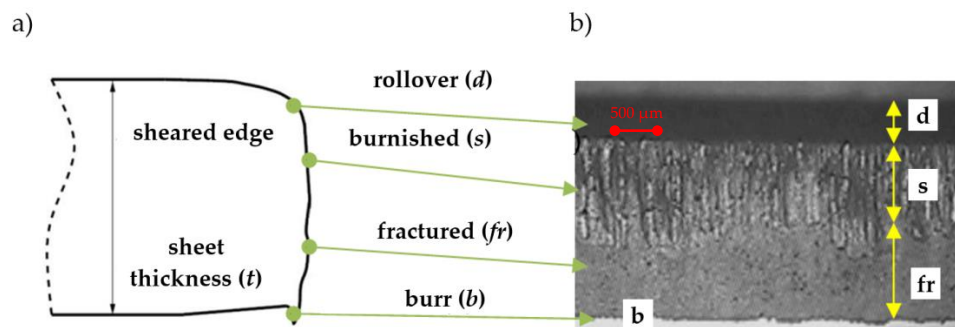 a)
b)
rollover (d)
sheared edge
burnished (s)
fractured (fr)
sheet
thickness (t)
burr (b)
500 µm
d
s
fr
b